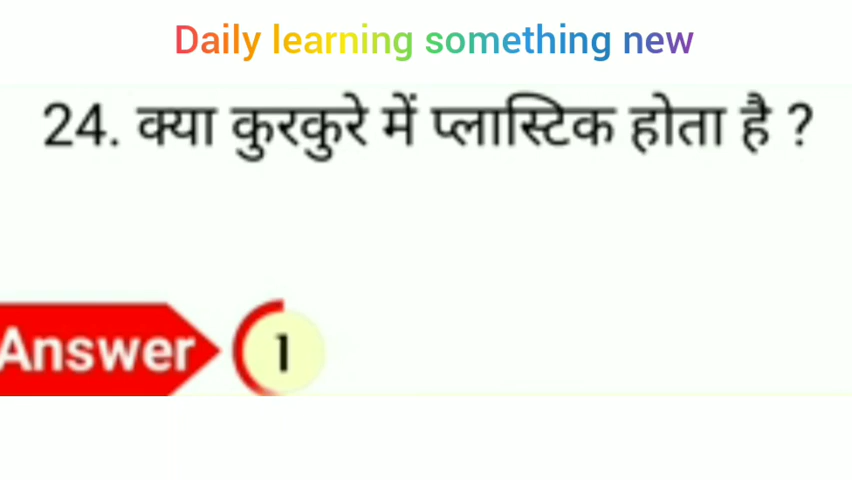 Daily learning something new
24. क्या कुरकुरे में प्लास्टिक होता है ?
Answer
1